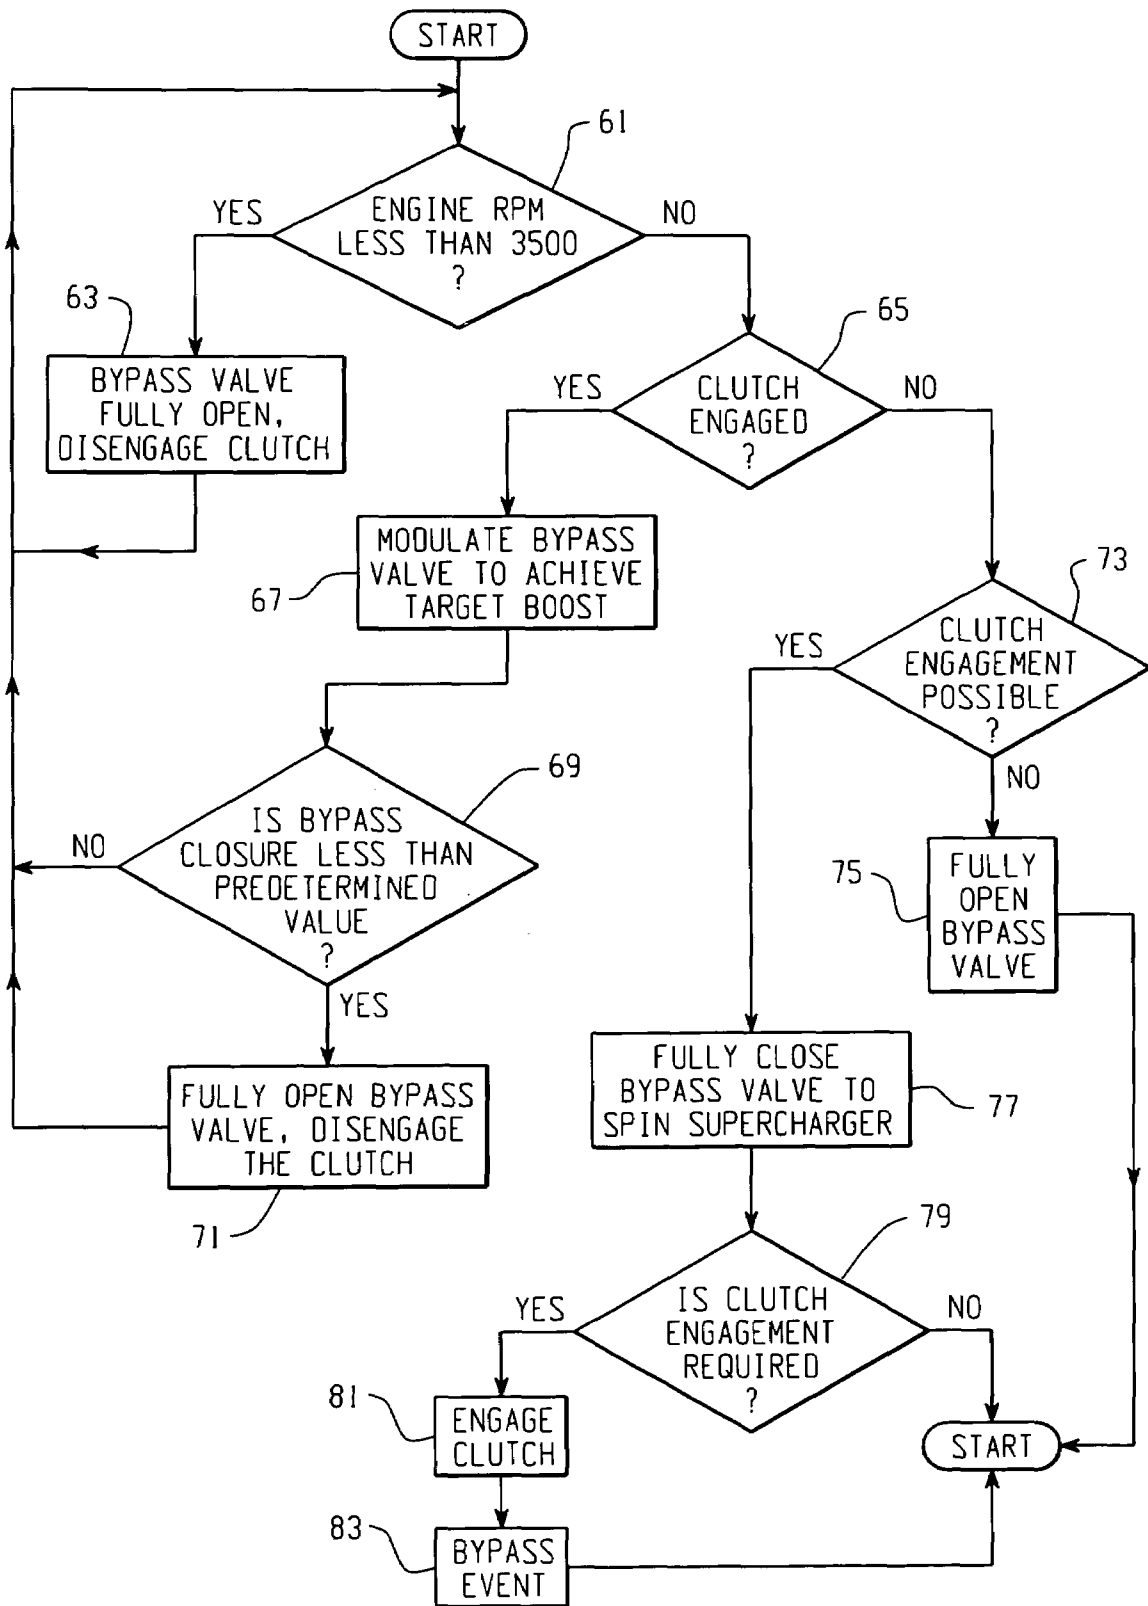 START
61
ENGINE RPM
LESS THAN 3500
?
YES
NO
63
BYPASS VALVE
FULLY OPEN,
DISENGAGE CLUTCH
65
CLUTCH
ENGAGED
?
YES
NO
MODULATE BYPASS
VALVE TO ACHIEVE
TARGET BOOST
67
73
CLUTCH
ENGAGEMENT
POSSIBLE
?
YES
NO
69
IS BYPASS
CLOSURE LESS THAN
PREDETERMINED
VALUE
?
NO
YES
75
FULLY
OPEN
BYPASS
VALVE
FULLY OPEN BYPASS
VALVE, DISENGAGE
THE CLUTCH
71
FULLY CLOSE
BYPASS VALVE TO
SPIN SUPERCHARGER
77
79
IS CLUTCH
ENGAGEMENT
REQUIRED
?
YES
NO
81
ENGAGE
CLUTCH
START
83
BYPASS
EVENT